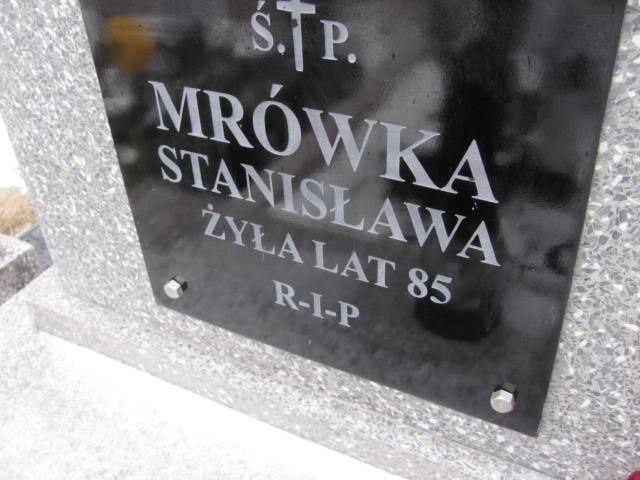 Ś. P.
MRÓWKA
STANISŁAWA
ŻYŁA LAT 85
R-I-P